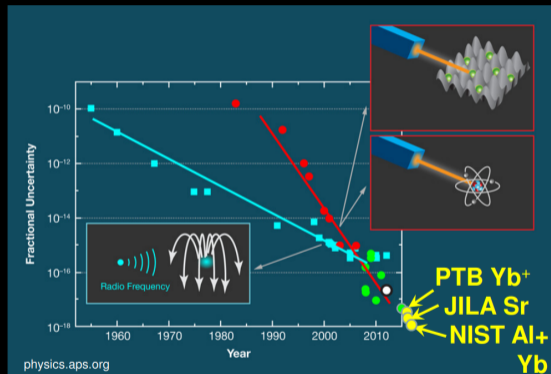 Fractional Uncertainty
10⁻¹⁰
10⁻¹²
10⁻¹⁴
10⁻¹⁶
10⁻¹⁸
Radio Frequency
1960
1970
1980
1990
2000
2010
Year
PTB Yb⁺
JILA Sr
NIST Al+
Yb
physics.aps.org